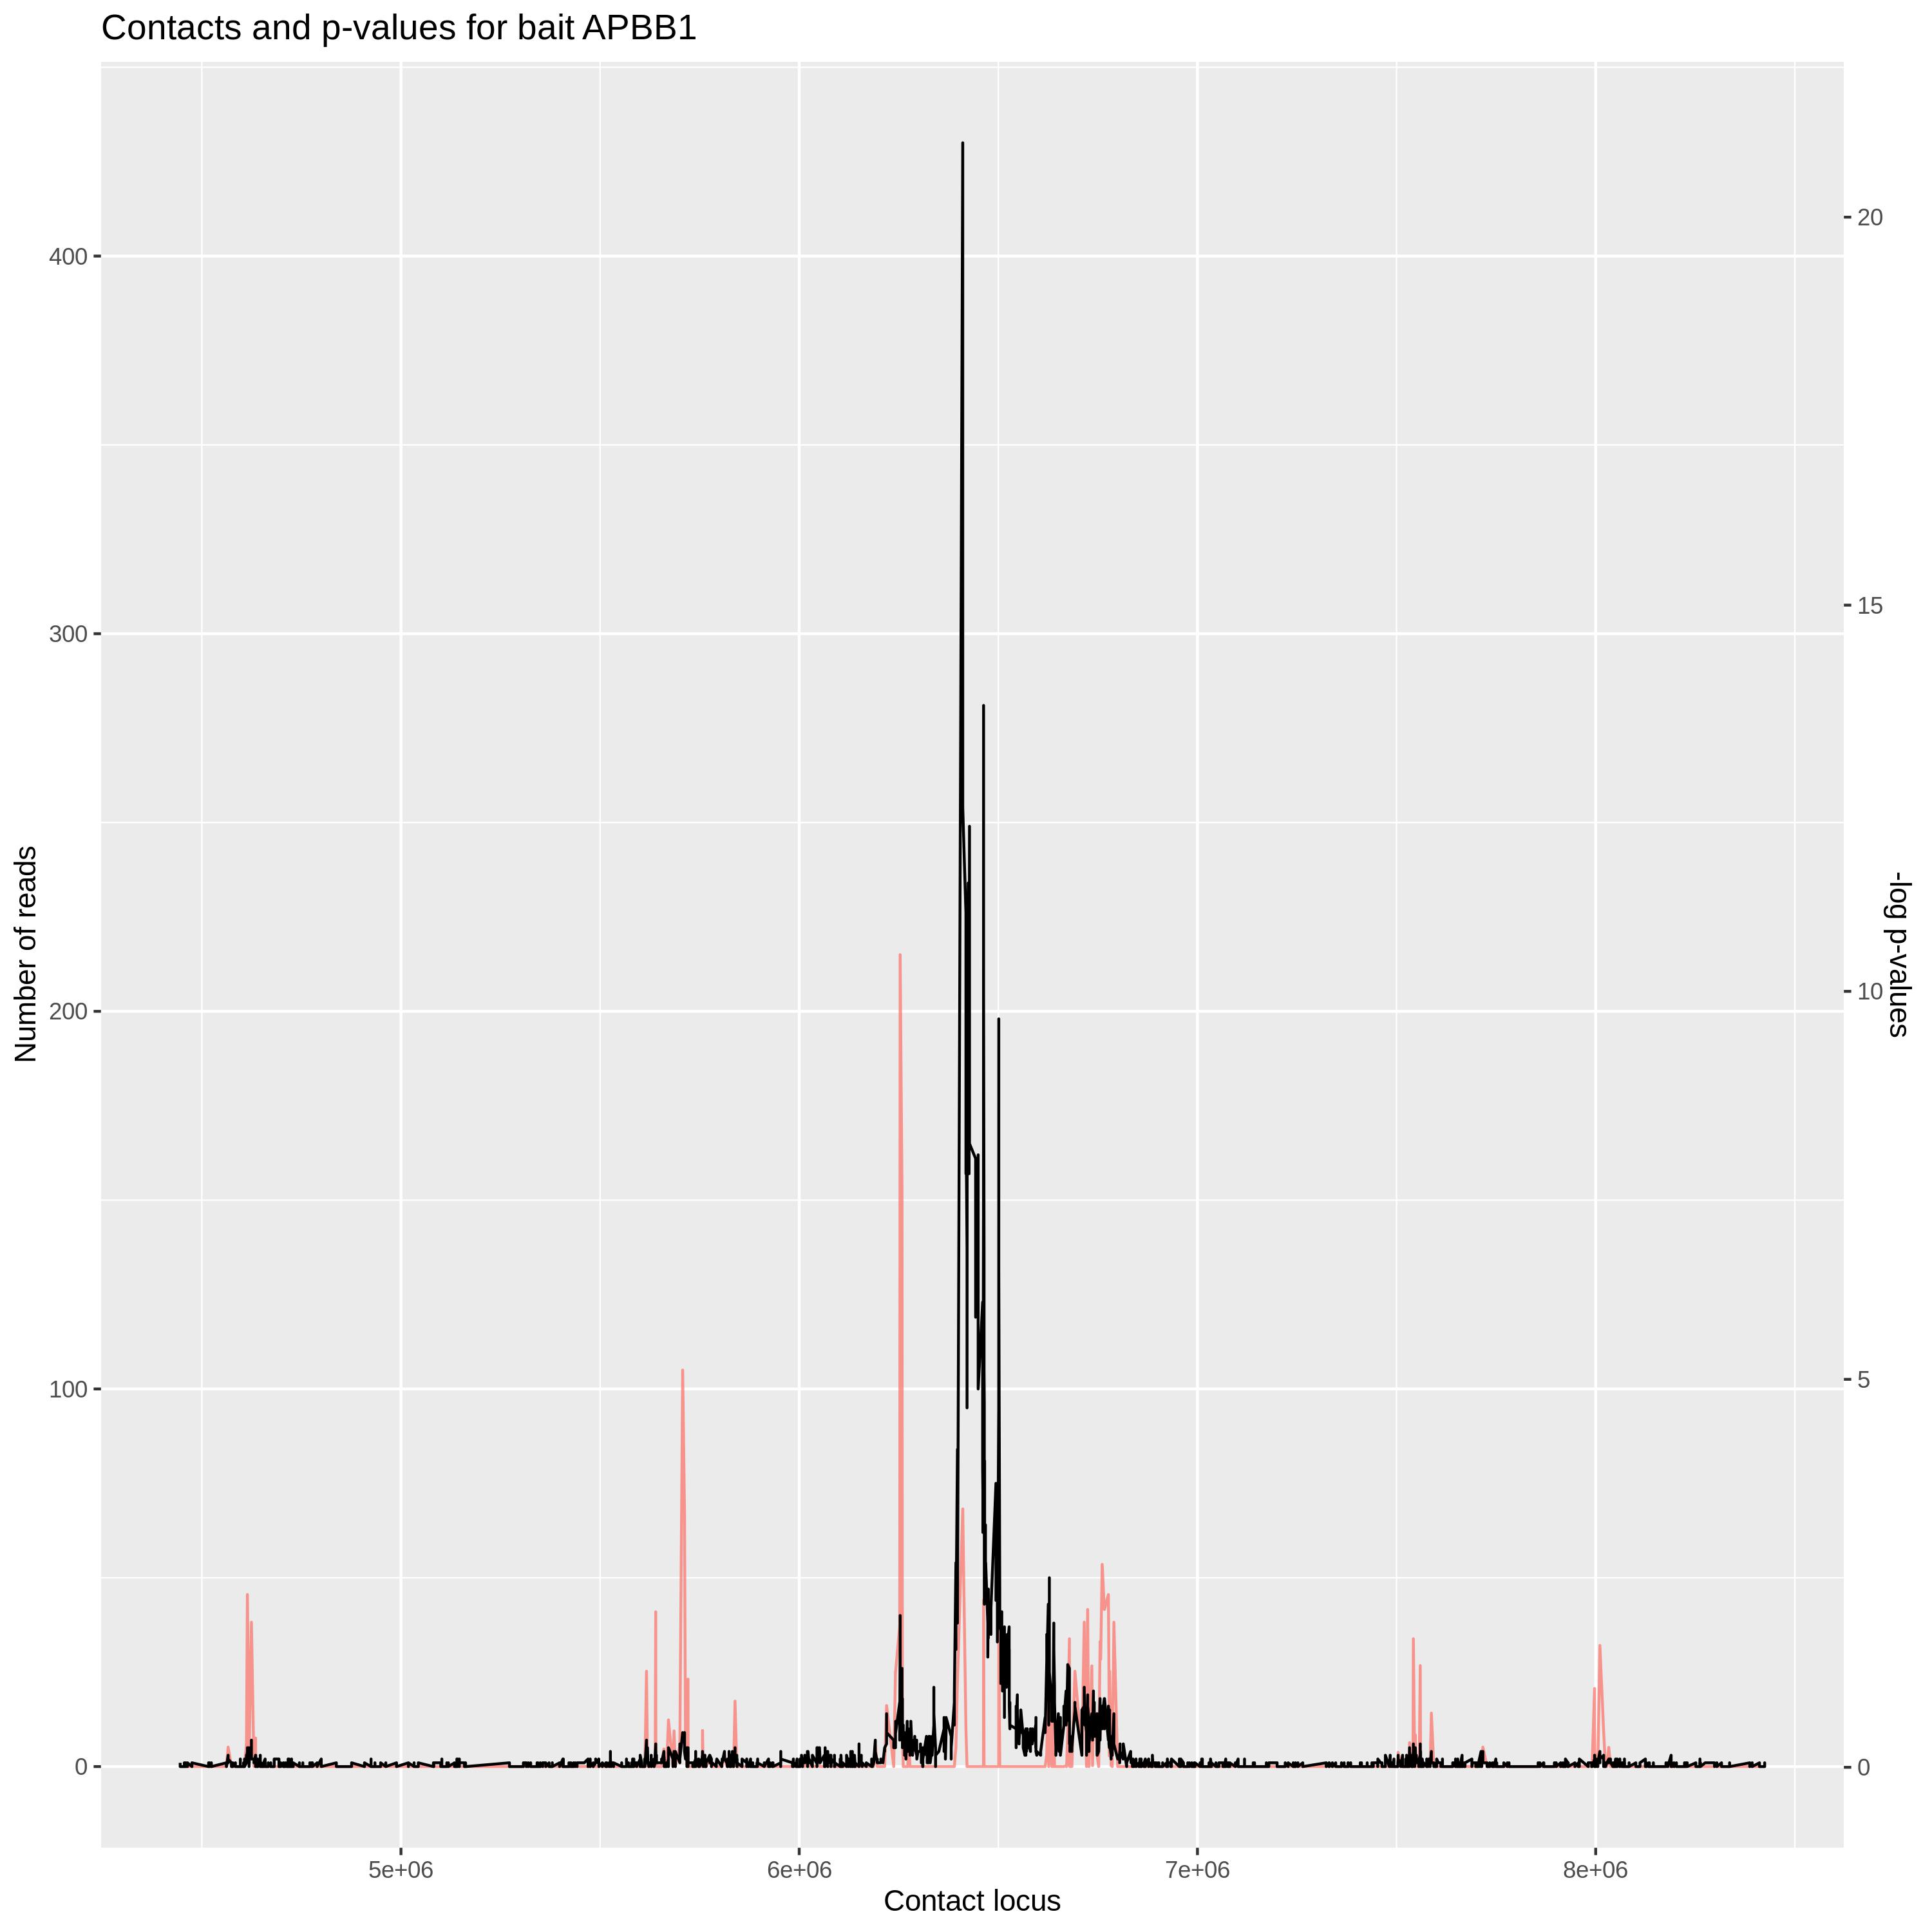 Contacts and p-values for bait APBB1
Number of reads
400
300
200
100
0
20
15
10
5
0
-log p-values
5e+06
6e+06
7e+06
8e+06
Contact locus